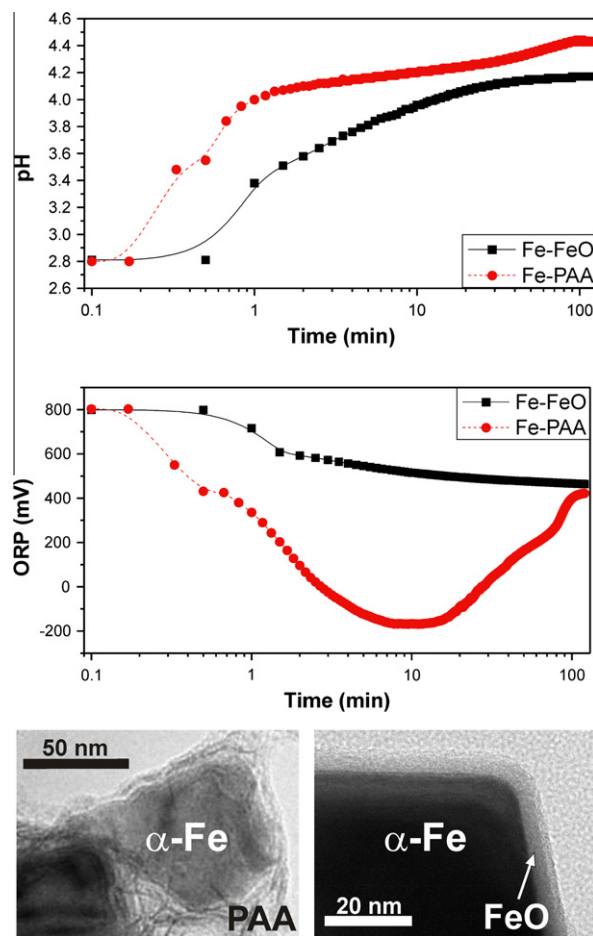 4.6
4.4
4.2
4.0
3.8
3.6
3.4
3.2
3.0
2.8
2.6
pH
Fe-FeO
Fe-PAA
0.1 1 10 100
Time (min)
800
600
400
200
0
-200
ORP (mV)
Fe-FeO
Fe-PAA
0.1 1 10 100
Time (min)
50 nm
α-Fe
PAA
α-Fe
20 nm
FeO